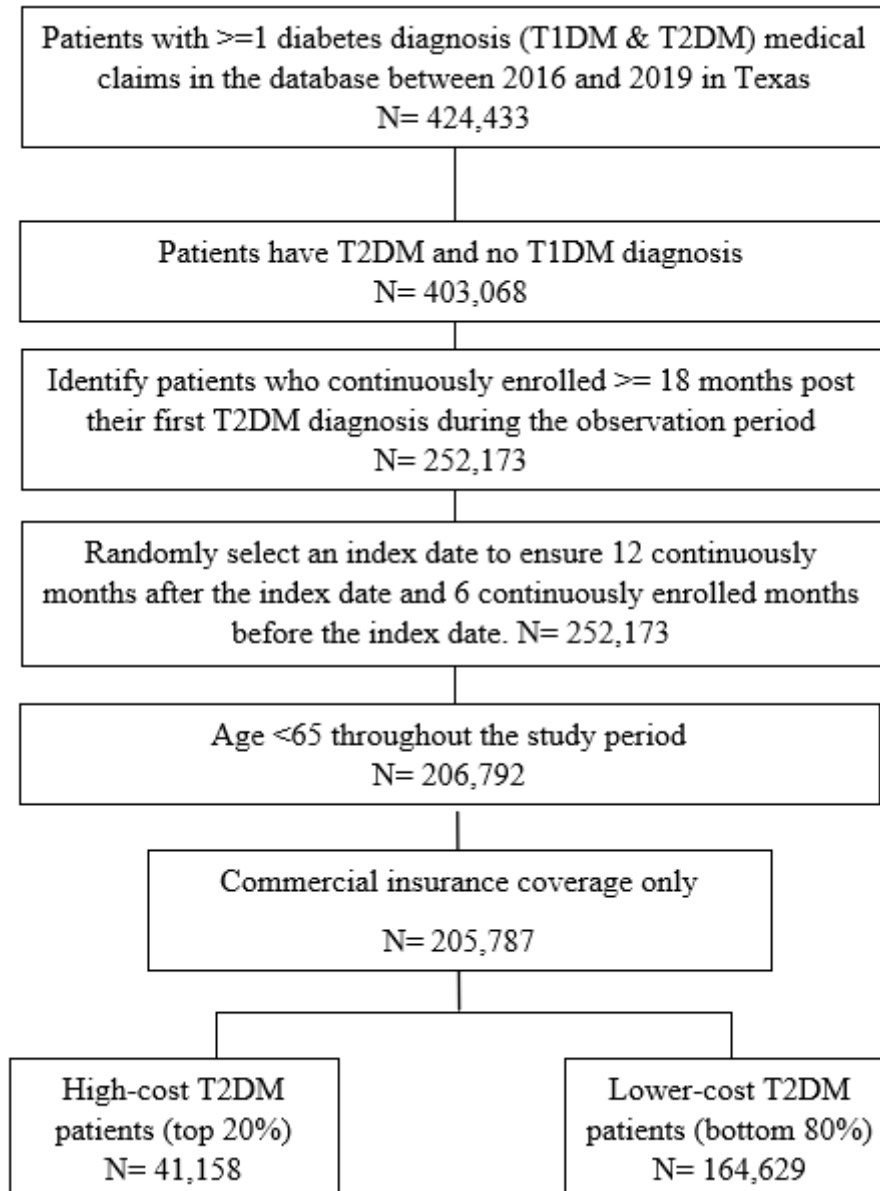 Patients with >=1 diabetes diagnosis (T1DM & T2DM) medical
claims in the database between 2016 and 2019 in Texas
N= 424,433
Patients have T2DM and no T1DM diagnosis
N= 403,068
Identify patients who continuously enrolled >= 18 months post
their first T2DM diagnosis during the observation period
N= 252,173
Randomly select an index date to ensure 12 continuously
months after the index date and 6 continuously enrolled months
before the index date. N= 252,173
Age <65 throughout the study period
N= 206,792
Commercial insurance coverage only
N= 205,787
High-cost T2DM
patients (top 20%)
N= 41,158
Lower-cost T2DM
patients (bottom 80%)
N= 164,629